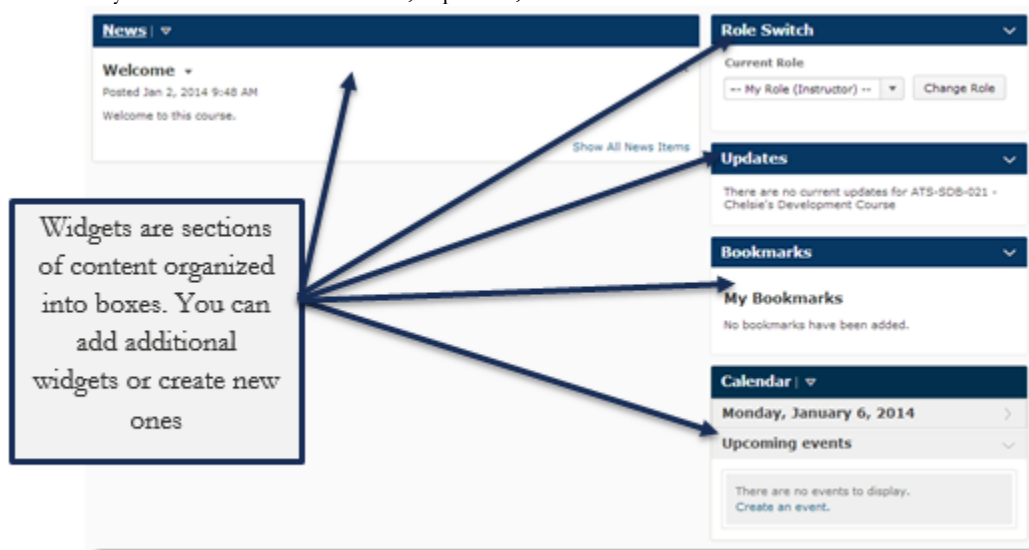 News
Welcome
Posted Jan 2, 2014 9:48 AM
Welcome to this course.
Show All News Items
Widgets are sections
of content organized
into boxes. You can
add additional
widgets or create new
ones
Role Switch
Current Role
-- My Role (Instructor) -- Change Role
Updates
There are no current updates for ATS-SDB-021 -
Chelsie's Development Course
Bookmarks
My Bookmarks
No bookmarks have been added.
Calendar
Monday, January 6, 2014
Upcoming events
There are no events to display.
Create an event.